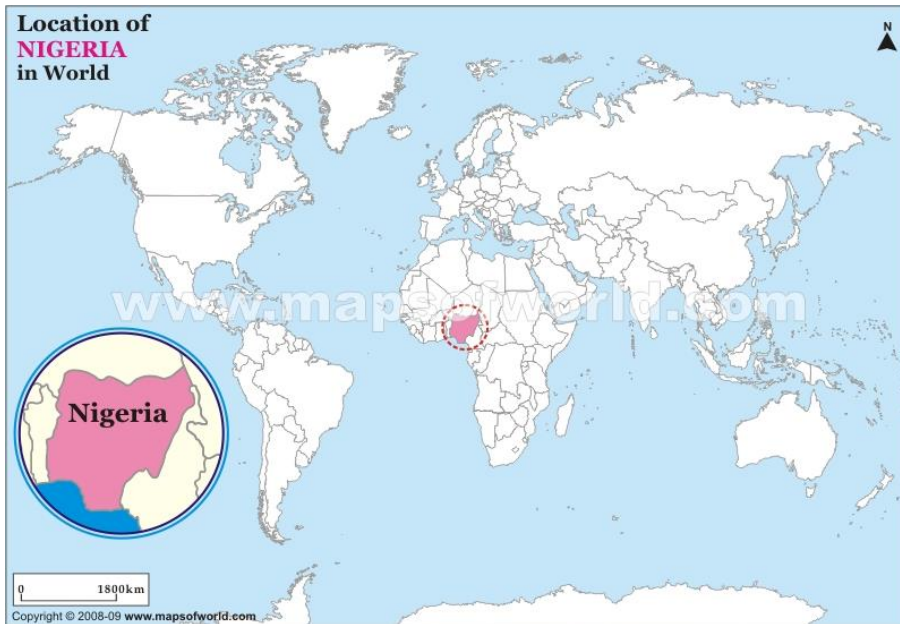 Location of
NIGERIA
in World
N
www.mapsofworld.com
Nigeria
0 1800km
Copyright © 2008-09 www.mapsofworld.com